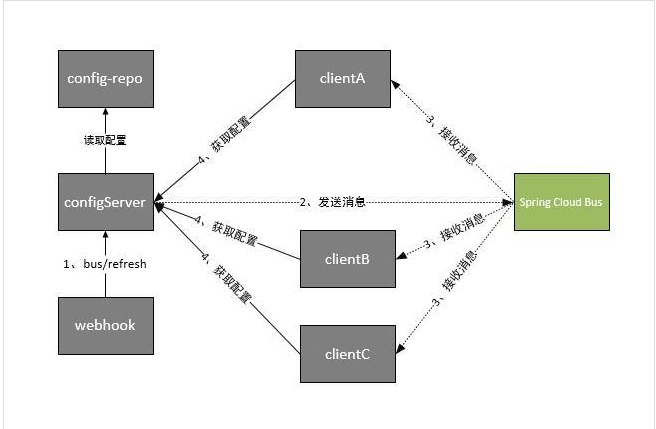 config-repo
clientA
读取配置
4、获取配置
3、接收消息
configServer
2、发送消息
Spring Cloud Bus
4、获取配置
3、接收消息
clientB
1、bus/refresh
4、获取配置
3、接收消息
webhook
clientC